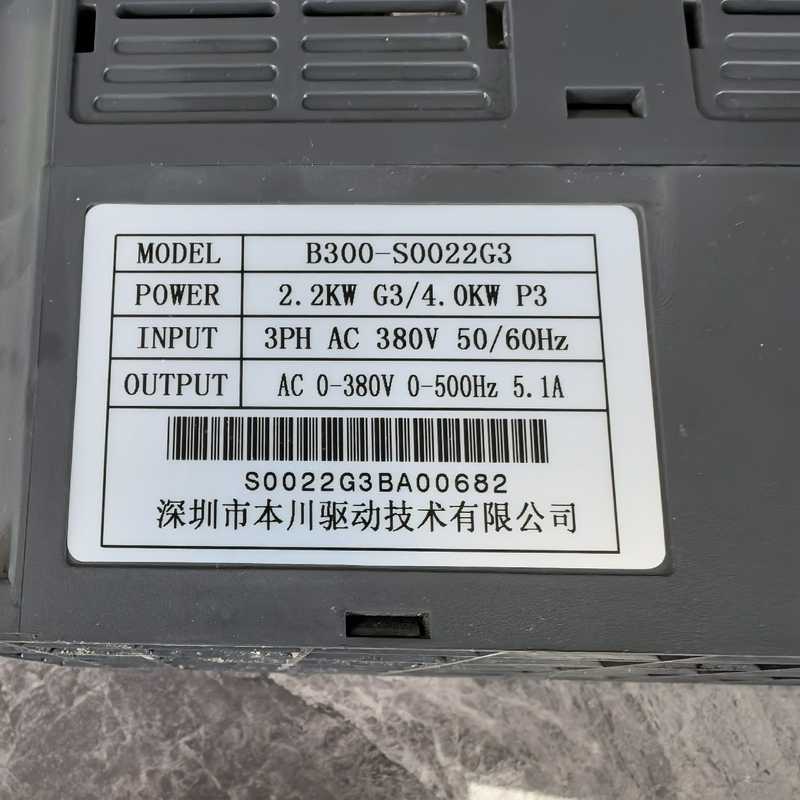 MODEL B300-S0022G3
POWER 2.2KW G3/4.0KW P3
INPUT 3PH AC 380V 50/60Hz
OUTPUT AC 0-380V 0-500Hz 5.1A
S0022G3BA00682
深圳市本川驱动技术有限公司